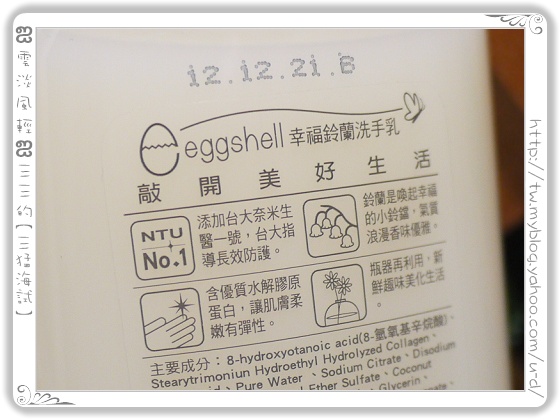 12.12.21.B
eggshell 幸福鈴蘭洗手乳
敲開美好生活
NTU
No.1
添加台大奈米生
醫一號，台大指
導長效防護。
鈴蘭是喚起幸福
的小鈴鐺，氣質
浪漫香味優雅。
含優質水解膠原
蛋白，讓肌膚柔
嫩有彈性。
瓶器再利用、新
鮮趣味美化生活
。
主要成分： 8-hydroxyotanoic acid(8-氫氧基辛烷酸)、
Stearytrimoniun Hydroethyl Hydrolyzed Collagen、
Pure Water 、Sodium Citrate、Disodium
Ether Sulfate、Coconut
Glycerin、
雲淡風輕 三三的【三猛海試】
http://tw.myblog.yahoo.com/u-d/